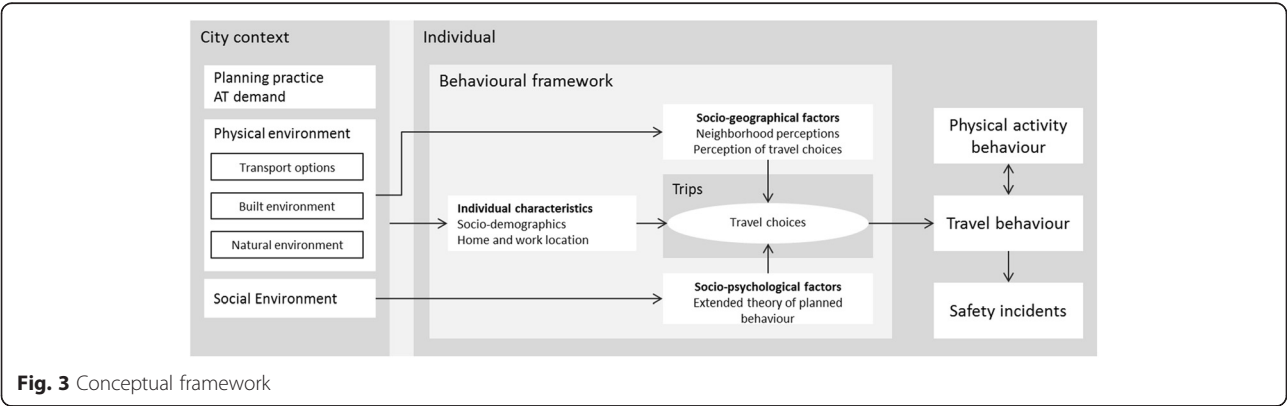 City context
Planning practice
AT demand
Physical environment
Transport options
Built environment
Natural environment
Social Environment
Individual
Behavioural framework
Individual characteristics
Socio-demographics
Home and work location
Socio-geographical factors
Neighborhood perceptions
Perception of travel choices
Trips
Travel choices
Socio-psychological factors
Extended theory of planned
behaviour
Physical activity
behaviour
Travel behaviour
Safety incidents
Fig. 3 Conceptual framework